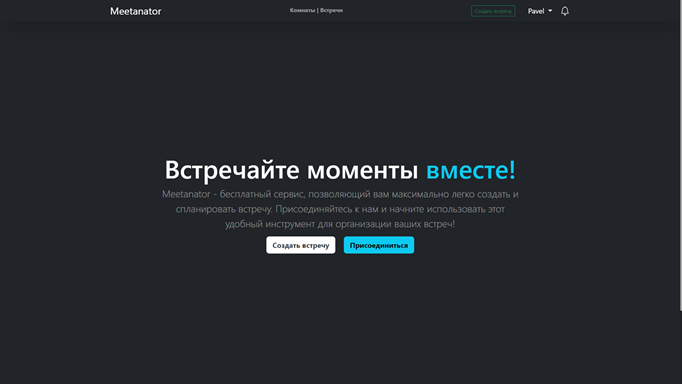 Meetanator
Комнаты | Встречи
Создать встречу
Pavel
Встречайте моменты вместе!
Meetanator - бесплатный сервис, позволяющий вам максимально легко создать и
спланировать встречу. Присоединяйтесь к нам и начните использовать этот
удобный инструмент для организации ваших встреч!
Создать встречу
Присоединиться